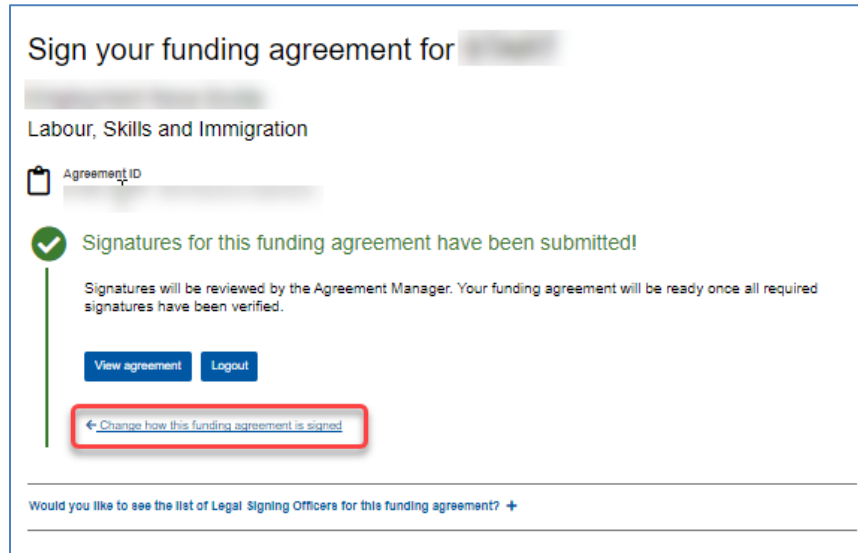 Sign your funding agreement for
Labour, Skills and Immigration
Agreement ID
Signatures for this funding agreement have been submitted!
Signatures will be reviewed by the Agreement Manager. Your funding agreement will be ready once all required
signatures have been verified.
View agreement Logout
← Change how this funding agreement is signed
Would you like to see the list of Legal Signing Officers for this funding agreement? +